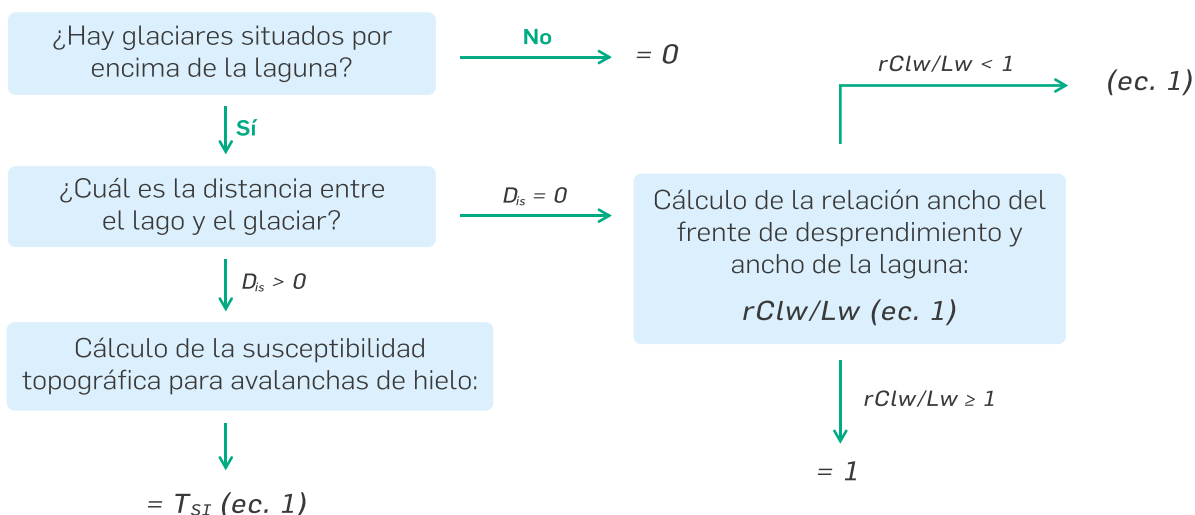 ¿Hay glaciares situados por
encima de la laguna?
No
= 0
Sí
¿Cuál es la distancia entre
el lago y el glaciar?
Dis = 0
Dis > 0
Cálculo de la susceptibilidad
topográfica para avalanchas de hielo:
= TSI (ec. 1)
rClw/Lw < 1
(ec. 1)
Cálculo de la relación ancho del
frente de desprendimiento y
ancho de la laguna:
rClw/Lw (ec. 1)
rClw/Lw ≥ 1
= 1